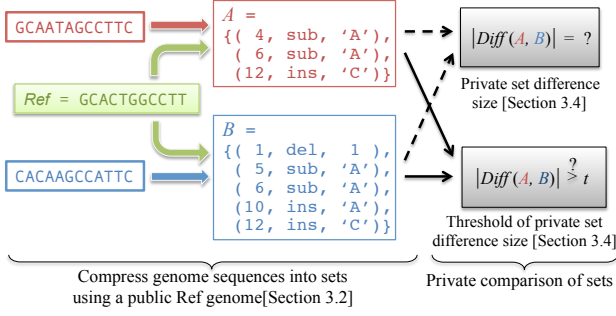 GCAATAGCCTTC
A =
{( 4, sub, ‘A’),
( 6, sub, ‘A’),
(12, ins, ‘C’)}
|Diff(A, B)| = ?
Private set difference
size [Section 3.4]
Ref = GCACTGGCCTT
B =
{( 1, del, 1 ),
( 5, sub, ‘A’),
( 6, sub, ‘A’),
(10, ins, ‘A’),
(12, ins, ‘C’)}
CACAAGCCATTC
|Diff(A, B)| ≥? t
Threshold of private set
difference size [Section 3.4]
Compress genome sequences into sets
using a public Ref genome[Section 3.2]
Private comparison of sets